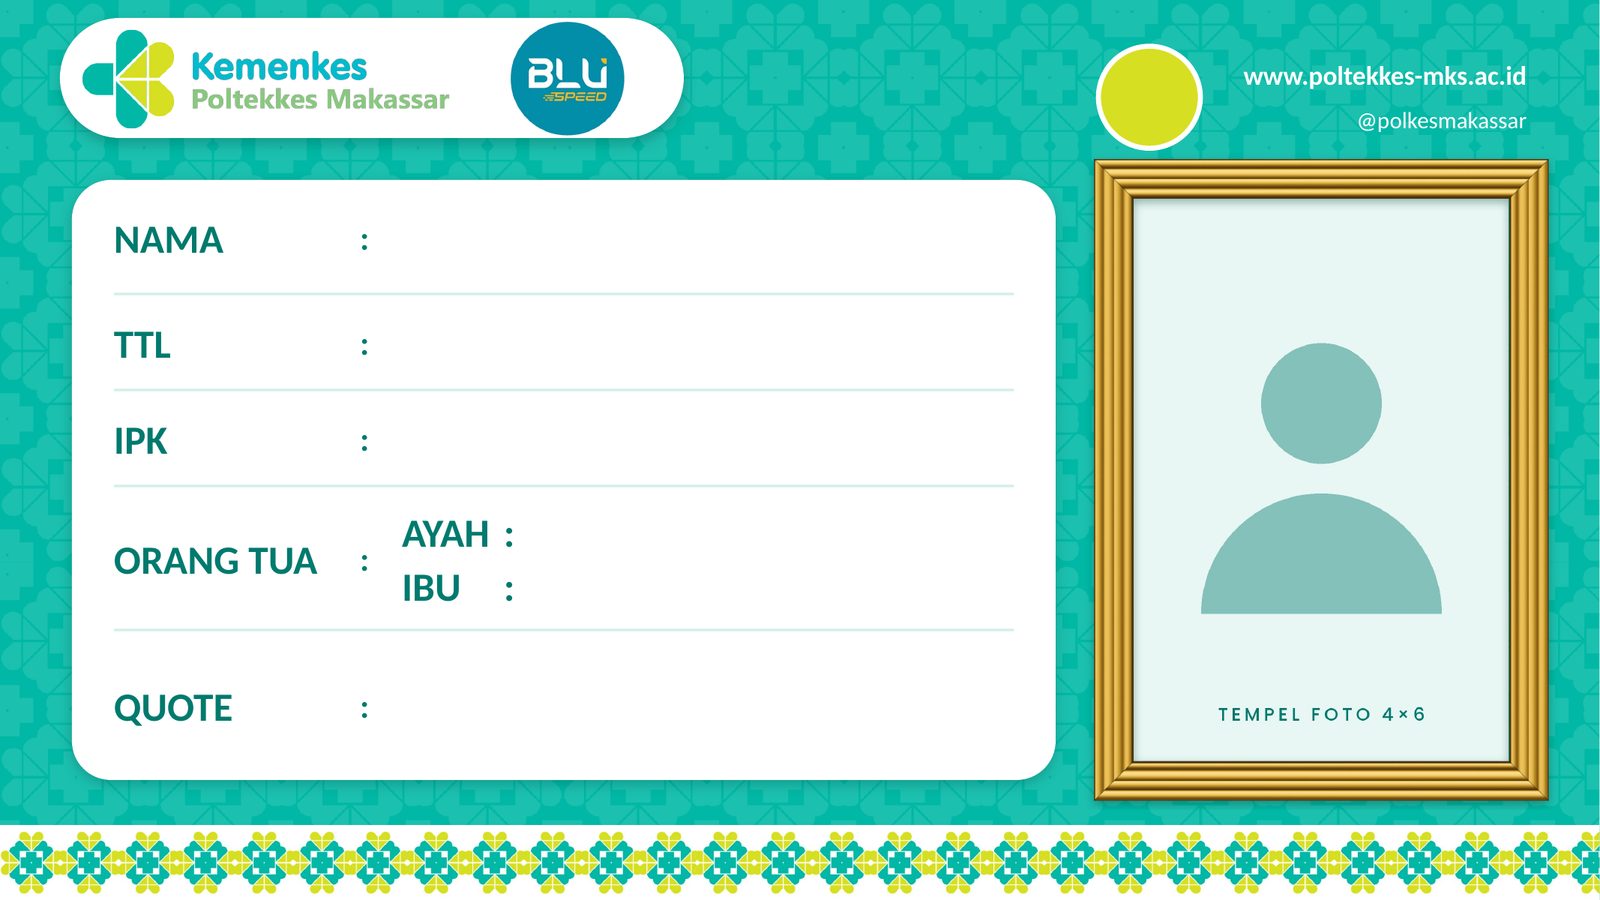 Kemenkes
Poltekkes Makassar
BLU
SPEED
www.poltekkes-mks.ac.id
@polkesmakassar
NAMA :
TTL :
IPK :
ORANG TUA : AYAH :
IBU :
QUOTE :
TEMPEL FOTO 4×6